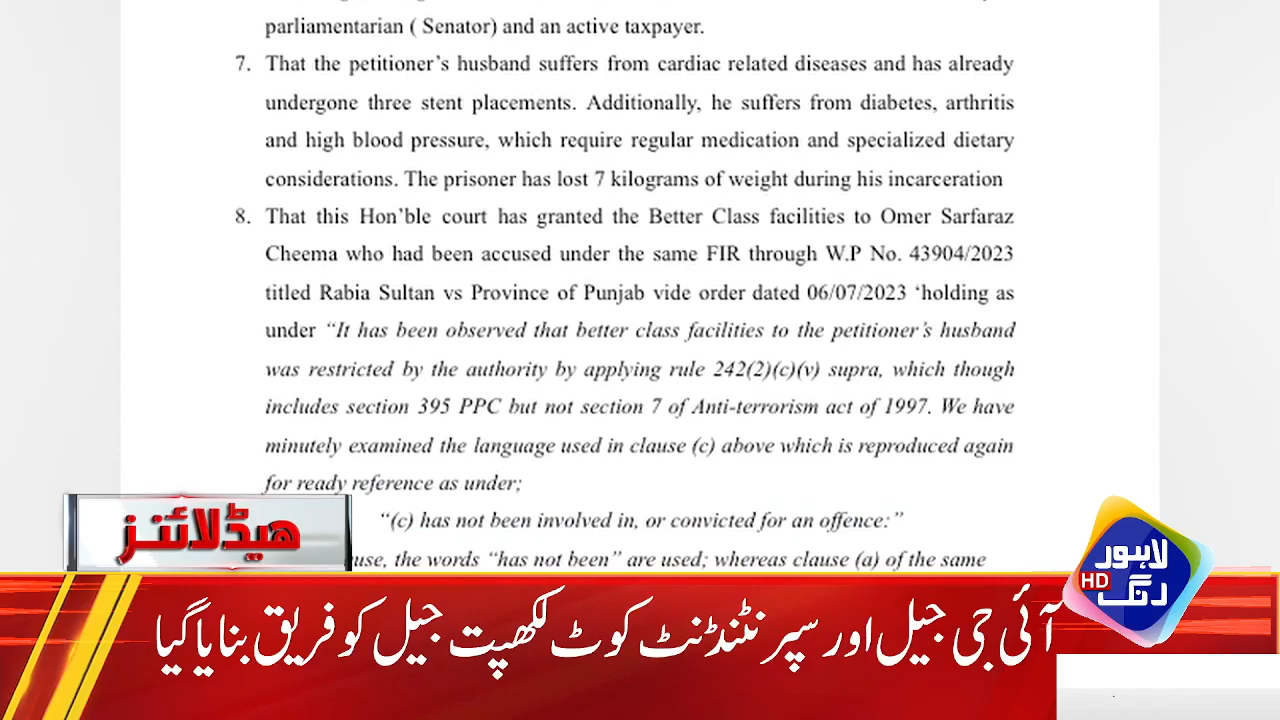 parliamentarian ( Senator) and an active taxpayer.
7. That the petitioner’s husband suffers from cardiac related diseases and has already
undergone three stent placements. Additionally, he suffers from diabetes, arthritis
and high blood pressure, which require regular medication and specialized dietary
considerations. The prisoner has lost 7 kilograms of weight during his incarceration
8. That this Hon’ble court has granted the Better Class facilities to Omer Sarfaraz
Cheema who had been accused under the same FIR through W.P No. 43904/2023
titled Rabia Sultan vs Province of Punjab vide order dated 06/07/2023 ‘holding as
under “It has been observed that better class facilities to the petitioner’s husband
was restricted by the authority by applying rule 242(2)(c)(v) supra, which though
includes section 395 PPC but not section 7 of Anti-terrorism act of 1997. We have
minutely examined the language used in clause (c) above which is reproduced again
for ready reference as under;
“(c) has not been involved in, or convicted for an offence:”
the words “has not been” are used; whereas clause (a) of the same
ہیڈلائنز
لاہور
HD رنگ
آئی جی جیل اور سپرنٹنڈنٹ کوٹ لکھپت جیل کو فریق بنایا گیا